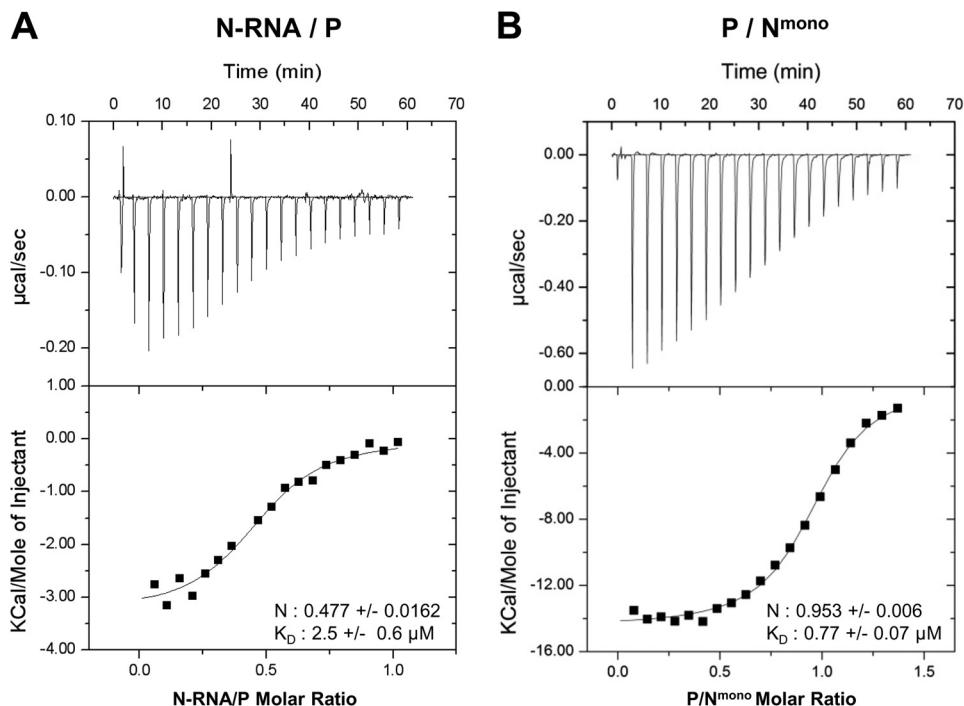 A
N-RNA / P
Time (min)
0 10 20 30 40 50 60 70
0.10
0.00
-0.10
-0.20
µcal/sec
1.00
0.00
-1.00
-2.00
-3.00
-4.00
KCal/Mole of Injectant
N : 0.477 +/- 0.0162
K_D : 2.5 +/- 0.6 µM
0.0 0.5 1.0
N-RNA/P Molar Ratio
B
P / N^mono
Time (min)
0 10 20 30 40 50 60 70
0.00
-0.20
-0.40
-0.60
µcal/sec
0.00
-4.00
-8.00
-12.00
-16.00
KCal/Mole of Injectant
N : 0.953 +/- 0.006
K_D : 0.77 +/- 0.07 µM
0.0 0.5 1.0 1.5
P/N^mono Molar Ratio